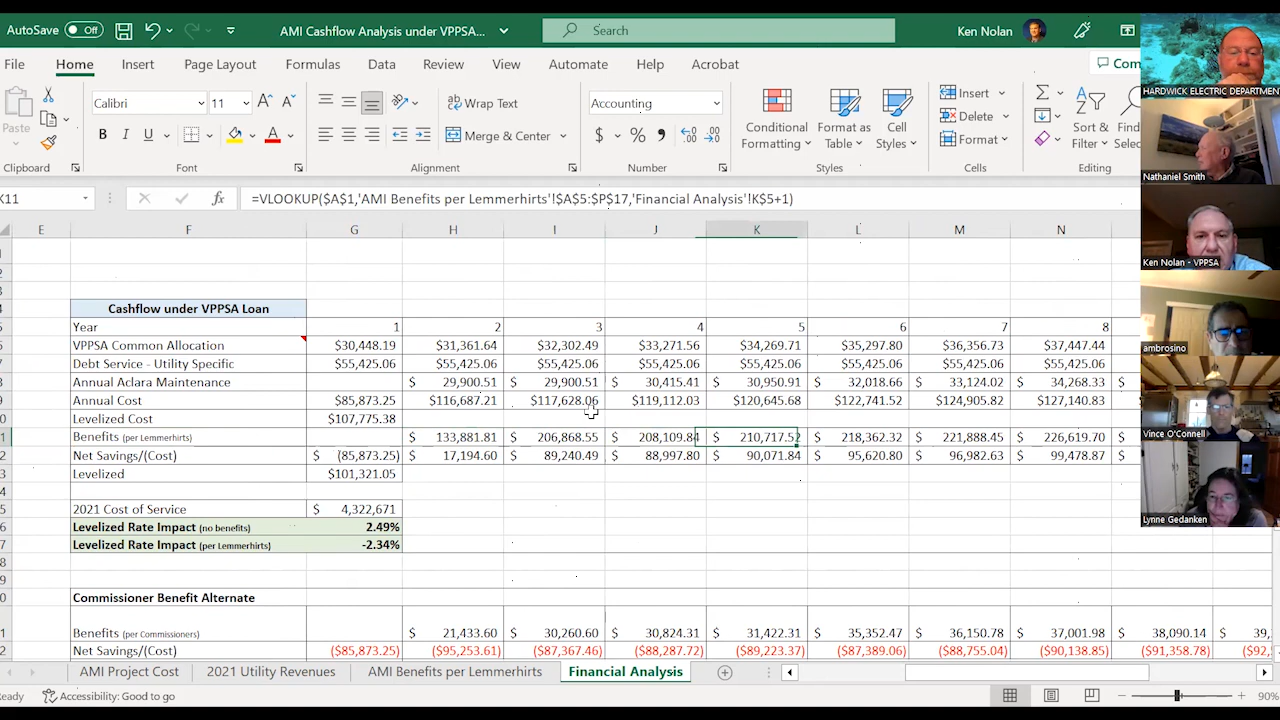 AutoSave Off AMI Cashflow Analysis under VPPSA... Search Ken Nolan
File Home Insert Page Layout Formulas Data Review View Automate Help Acrobat
Paste Calibri 11 Wrap Text Accounting Conditional Formatting Format as Table Cell Styles Insert Delete Format Sort & Filter
B I U Merge & Center $ % 9
Clipboard Font Alignment Number Styles Cells Editing
K11 fx =VLOOKUP($A$1,'AMI Benefits per Lemmerhirts'!$A$5:$P$17,'Financial Analysis'!K$5+1)
E F G H I J K L M N
Cashflow under VPPSA Loan
Year 1 2 3 4 5 6 7 8
VPPSA Common Allocation $30,448.19 $31,361.64 $32,302.49 $33,271.56 $34,269.71 $35,297.80 $36,356.73 $37,447.44
Debt Service - Utility Specific $55,425.06 $55,425.06 $55,425.06 $55,425.06 $55,425.06 $55,425.06 $55,425.06 $55,425.06
Annual Aclara Maintenance $ 29,900.51 $ 29,900.51 $ 30,415.41 $ 30,950.91 $ 32,018.66 $ 33,124.02 $ 34,268.33 $
Annual Cost $85,873.25 $116,687.21 $117,628.06 $119,112.03 $120,645.68 $122,741.52 $124,905.82 $127,140.83
Levelized Cost $107,775.38
Benefits (per Lemmerhirts) $ 133,881.81 $ 206,868.55 $ 208,109.84 $ 210,717.52 $ 218,362.32 $ 221,888.45 $ 226,619.70 $
Net Savings/(Cost) $ (85,873.25) $ 17,194.60 $ 89,240.49 $ 88,997.80 $ 90,071.84 $ 95,620.80 $ 96,982.63 $ 99,478.87 $
Levelized $101,321.05
2021 Cost of Service $ 4,322,671
Levelized Rate Impact (no benefits) 2.49%
Levelized Rate Impact (per Lemmerhirts) -2.34%
Commissioner Benefit Alternate
Benefits (per Commissioners) $ 21,433.60 $ 30,260.60 $ 30,824.31 $ 31,422.31 $ 35,352.47 $ 36,150.78 $ 37,001.98 $ 38,090.14 $ 39,
Net Savings/(Cost) ($85,873.25) ($95,253.61) ($87,367.46) ($88,287.72) ($89,223.37) ($87,389.06) ($88,755.04) ($90,138.85) ($91,358.78) ($92,
AMI Project Cost 2021 Utility Revenues AMI Benefits per Lemmerhirts Financial Analysis
Ready Accessibility: Good to go 90%
HARDWICK ELECTRIC DEPARTMENT
Nathaniel Smith
Ken Nolan - VPPSA
ambrosino
Vince O'Connell
Lynne Gedanken